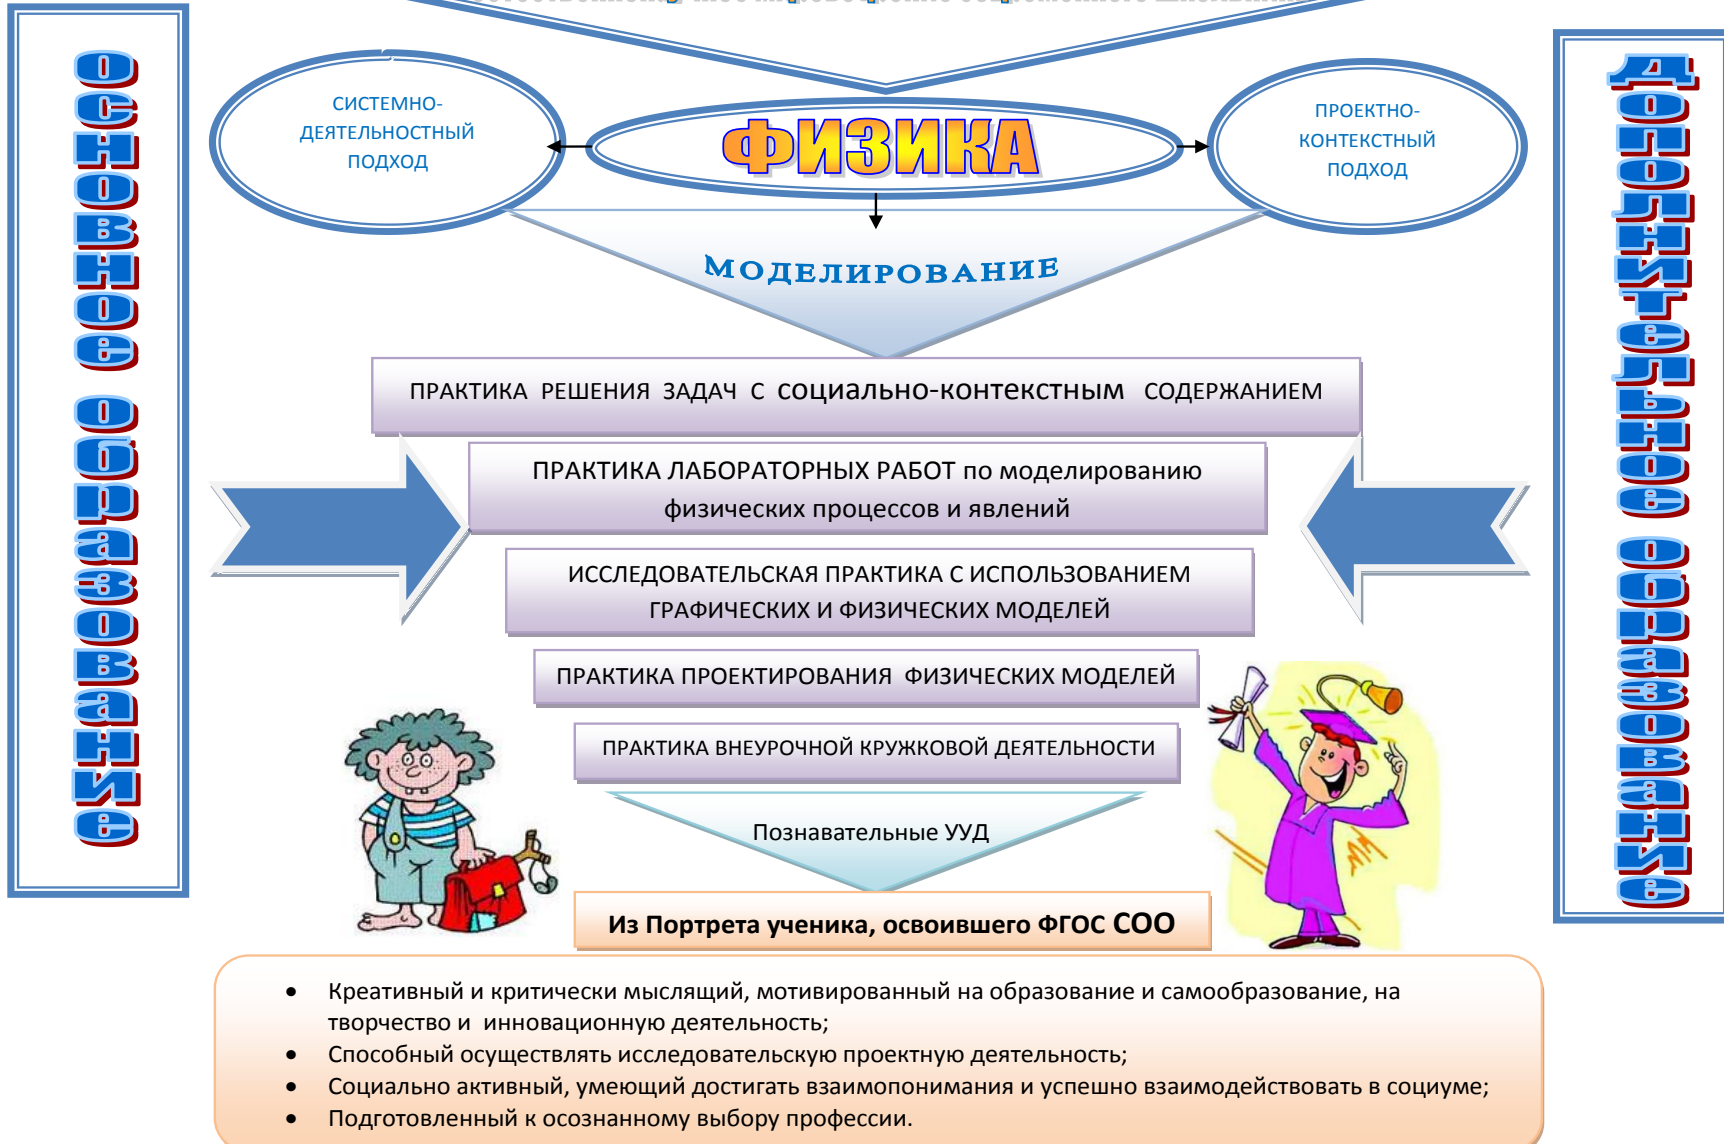 ОСНОВНОЕ образование
СИСТЕМНО-
ДЕЯТЕЛЬНОСТНЫЙ
ПОДХОД
ФИЗИКА
ПРОЕКТНО-
КОНТЕКСТНЫЙ
ПОДХОД
МОДЕЛИРОВАНИЕ
ПРАКТИКА РЕШЕНИЯ ЗАДАЧ С социально-контекстным СОДЕРЖАНИЕМ
ПРАКТИКА ЛАБОРАТОРНЫХ РАБОТ по моделированию
физических процессов и явлений
ИССЛЕДОВАТЕЛЬСКАЯ ПРАКТИКА С ИСПОЛЬЗОВАНИЕМ
ГРАФИЧЕСКИХ И ФИЗИЧЕСКИХ МОДЕЛЕЙ
ПРАКТИКА ПРОЕКТИРОВАНИЯ ФИЗИЧЕСКИХ МОДЕЛЕЙ
ПРАКТИКА ВНЕУРОЧНОЙ КРУЖКОВОЙ ДЕЯТЕЛЬНОСТИ
Познавательные УУД
Из Портрета ученика, освоившего ФГОС СОО
• Креативный и критически мыслящий, мотивированный на образование и самообразование, на
творчество и инновационную деятельность;
• Способный осуществлять исследовательскую проектную деятельность;
• Социально активный, умеющий достигать взаимопонимания и успешно взаимодействовать в социуме;
• Подготовленный к осознанному выбору профессии.
Дополнительное образование